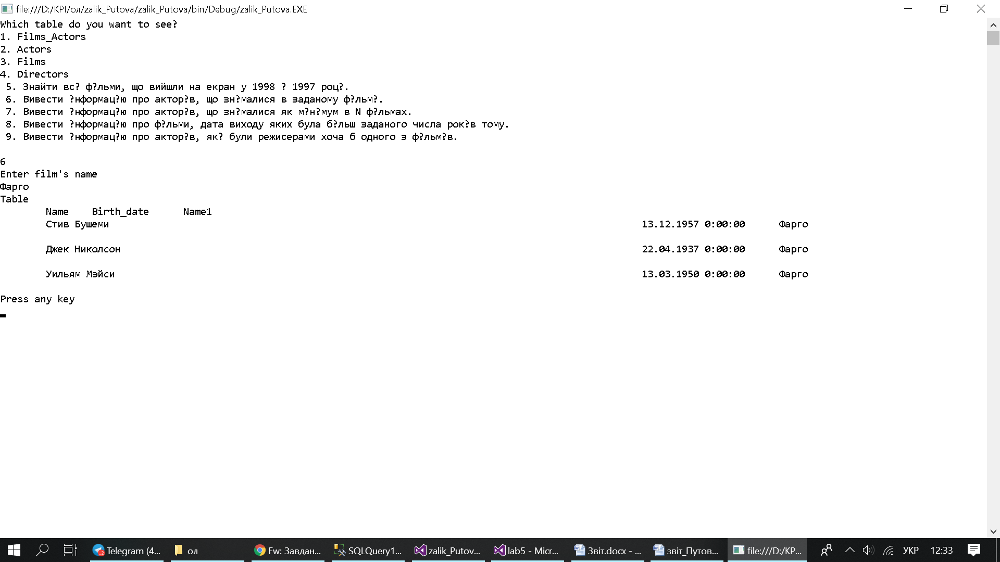 file:///D:/KPI/ол/zalik_Putova/zalik_Putova/bin/Debug/zalik_Putova.EXE
Which table do you want to see?
1. Films_Actors
2. Actors
3. Films
4. Directors
5. Знайти вс? ф?льми, що вийшли на екран у 1998 ? 1997 роц?.
6. Вивести ?нформац?ю про актор?в, що зн?малися в заданому ф?льм?.
7. Вивести ?нформац?ю про актор?в, що зн?малися як м?н?мум в N ф?льмах.
8. Вивести ?нформац?ю про ф?льми, дата виходу яких була б?льш заданого числа рок?в тому.
9. Вивести ?нформац?ю про актор?в, як? були режисерами хоча б одного з ф?льм?в.
6
Enter film's name
Фарго
Table
Name Birth_date Name1
Стив Бушеми 13.12.1957 0:00:00 Фарго
Джек Николсон 22.04.1937 0:00:00 Фарго
Уильям Мэйси 13.03.1950 0:00:00 Фарго
Press any key
Telegram (4... ол Fw: Завдан... SQLQuery1... zalik_Putov... lab5 - Micr... Звіт.docx - ... звіт_Путов... file:///D:/KP... УКР 12:33